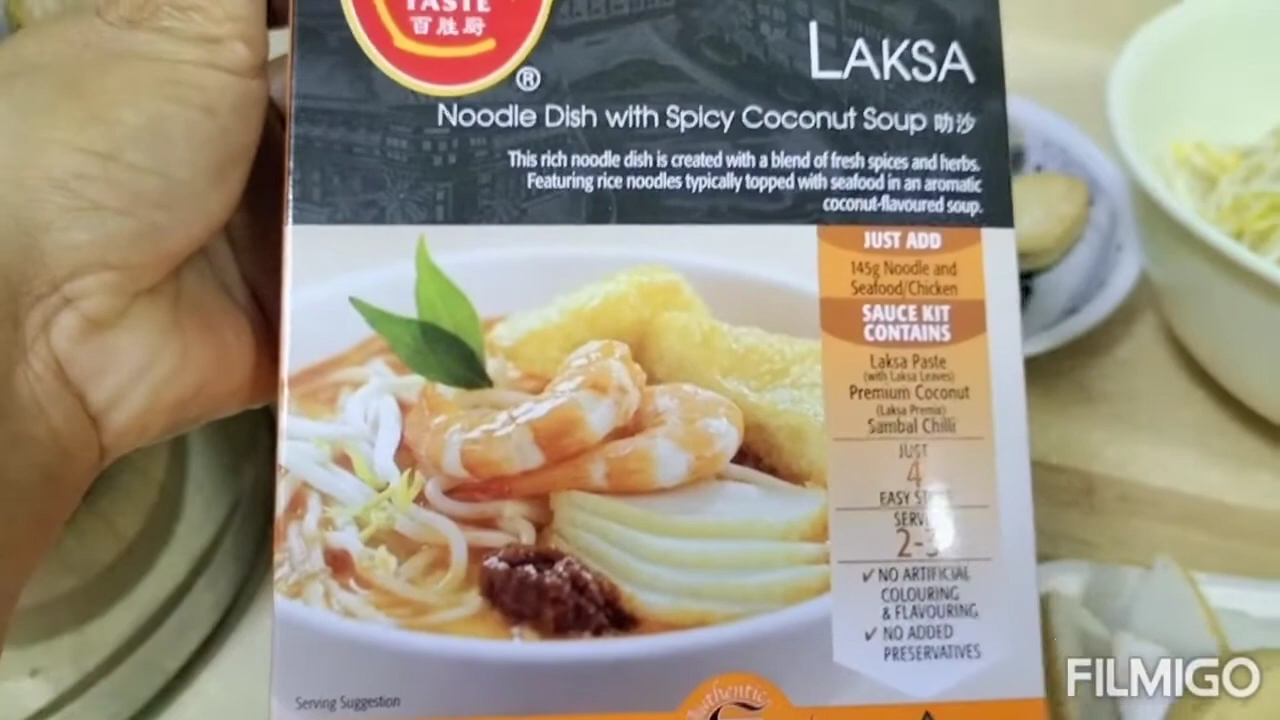 TASTE
百胜厨
®
LAKSA
Noodle Dish with Spicy Coconut Soup 叻沙
This rich noodle dish is created with a blend of fresh spices and herbs.
Featuring rice noodles typically topped with seafood in an aromatic
coconut-flavoured soup.
JUST ADD
145g Noodle and
Seafood/Chicken
SAUCE KIT
CONTAINS
Laksa Paste
(with Laksa Leaves)
Premium Coconut
(Laksa Premix)
Sambal Chilli
JUST
4
EASY
2-3
✓ NO ARTIFICIAL
COLOURING
& FLAVOURING
✓ NO ADDED
PRESERVATIVES
Serving Suggestion
Authentic
FILMIGO